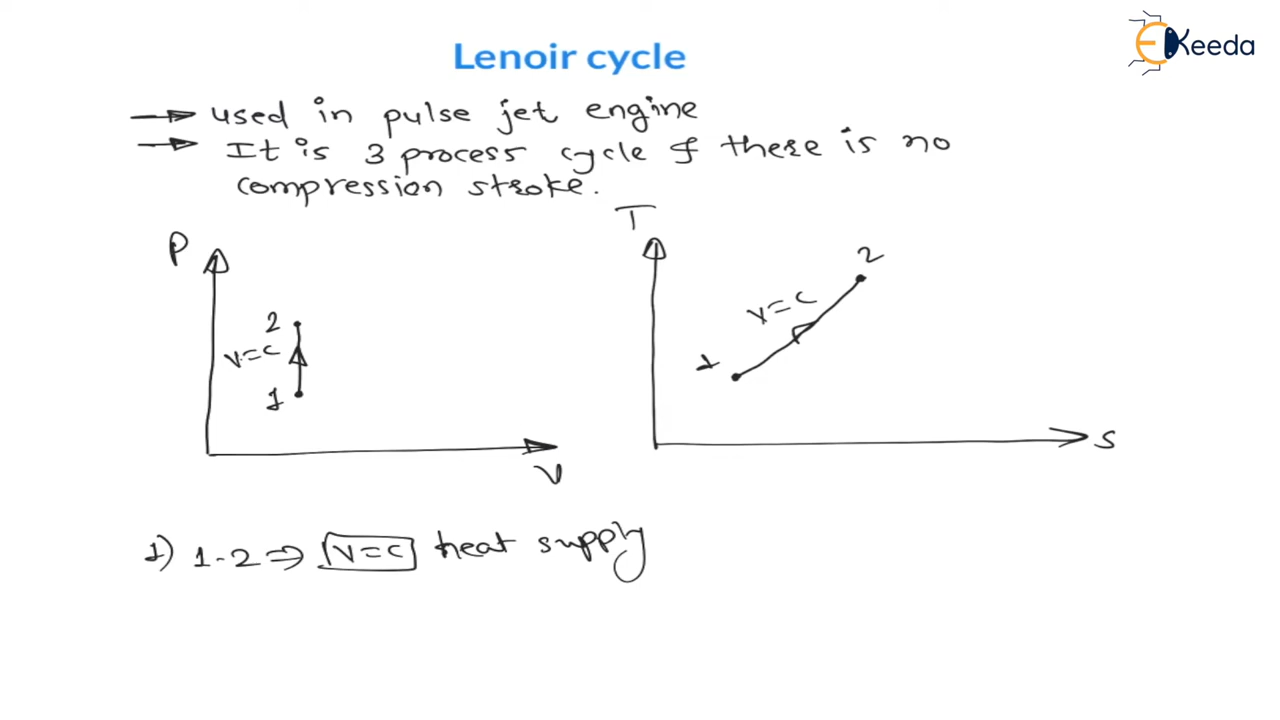 Lenoir cycle
EKeeda
→ used in pulse jet engine
→ It is 3 process cycle & there is no
compression stroke.
P
2
V=C
1
V
T
2
V=C
1
S
1) 1-2 ⇒ V=C heat supply